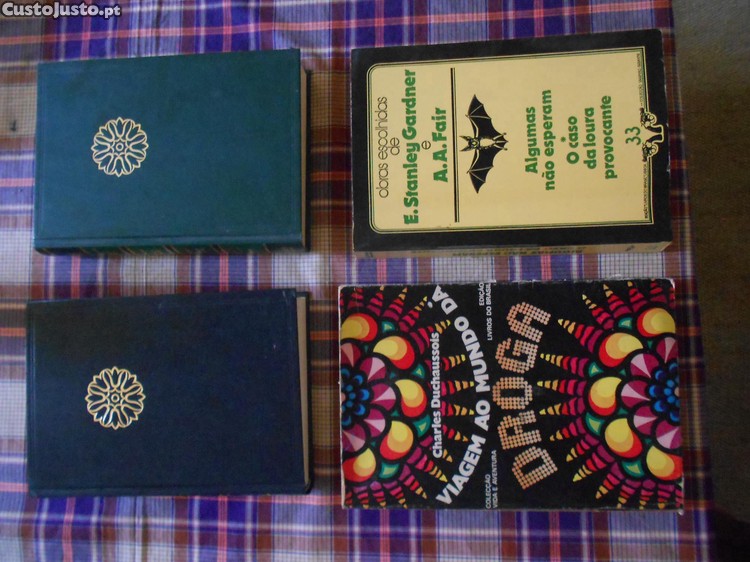 CustoJusto.pt
obras escolhidas
de
E. Stanley Gardner
e
A.A. Fair
Algumas
não esperam
•
O caso
da loura
provocante
33
Charles Duchaussois
VIAGEM AO MUNDO DA
DROGA
COLECÇÃO
VIDA E AVENTURA
EDIÇÃO
LIVROS DO BRASIL